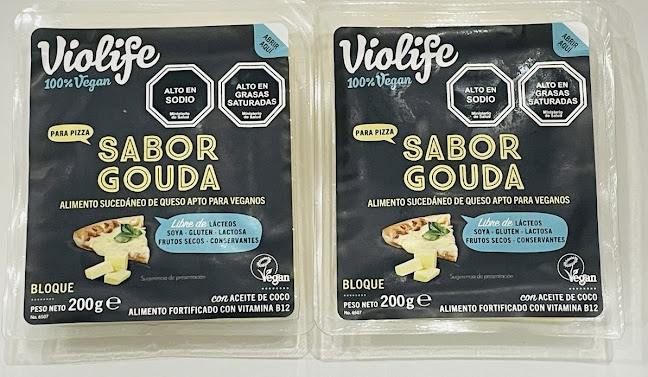 Violife
100% Vegan
ABRIR
AQUÍ
ALTO EN
SODIO
Ministerio
de Salud
ALTO EN
GRASAS
SATURADAS
Ministerio
de Salud
PARA PIZZA
SABOR
GOUDA
ALIMENTO SUCEDÁNEO DE QUESO APTO PARA VEGANOS
Libre de LÁCTEOS
SOYA - GLUTEN - LACTOSA
FRUTOS SECOS - CONSERVANTES
Sugerencia de presentación
Vegan
BLOQUE
PESO NETO 200g e
con ACEITE DE COCO
ALIMENTO FORTIFICADO CON VITAMINA B12
Violife
100% Vegan
ABRIR
AQUÍ
ALTO EN
SODIO
Ministerio
de Salud
ALTO EN
GRASAS
SATURADAS
Ministerio
de Salud
PARA PIZZA
SABOR
GOUDA
ALIMENTO SUCEDÁNEO DE QUESO APTO PARA VEGANOS
Libre de LÁCTEOS
SOYA - GLUTEN - LACTOSA
FRUTOS SECOS - CONSERVANTES
Sugerencia de presentación
Vegan
BLOQUE
PESO NETO 200g e
con ACEITE DE COCO
ALIMENTO FORTIFICADO CON VITAMINA B12